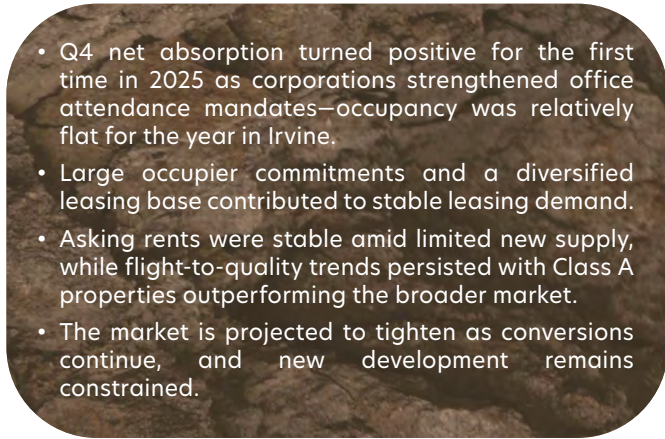 • Q4 net absorption turned positive for the first
time in 2025 as corporations strengthened office
attendance mandates—occupancy was relatively
flat for the year in Irvine.
• Large occupier commitments and a diversified
leasing base contributed to stable leasing demand.
• Asking rents were stable amid limited new supply,
while flight-to-quality trends persisted with Class A
properties outperforming the broader market.
• The market is projected to tighten as conversions
continue, and new development remains
constrained.